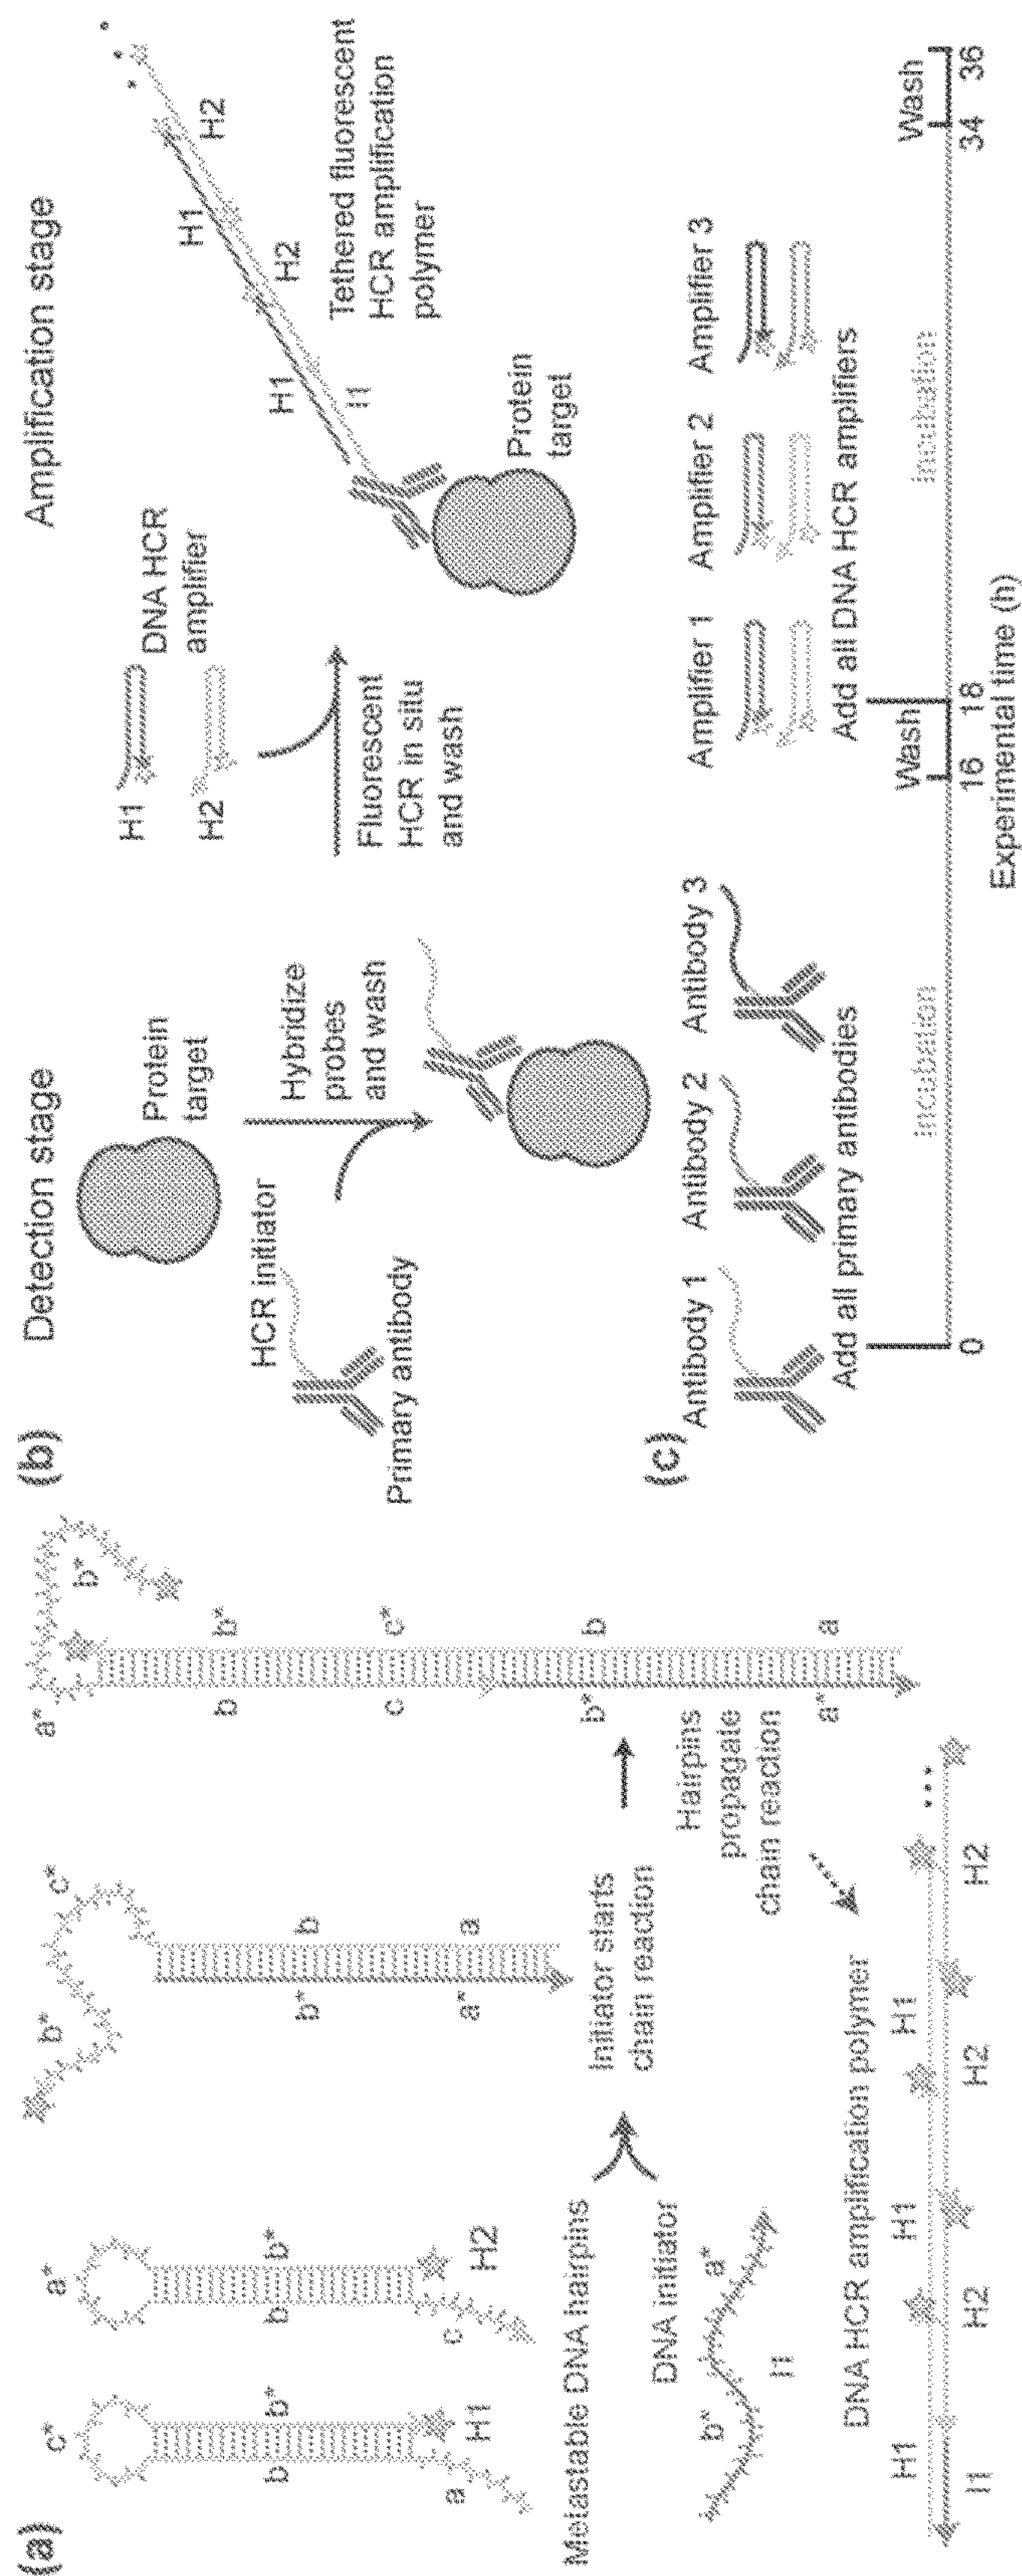 (a)
c*
a*
b
b*
b
b*
a
H1
c
H2
Metastable DNA hairpins
DNA initiator
b*
a*
I1
b*
c*
b*
b
a*
a
Initiator starts
chain reaction
a*
b*
b
b*
c
c*
b*
b
a*
a
Hairpins
propagate
chain reaction
DNA HCR amplification polymer
H1
H1
H1
...
I1
H2
H2
H2
(b)
Detection stage
Amplification stage
Protein
target
HCR initiator
Primary antibody
Hybridize
probes
and wash
H1
H2
DNA HCR
amplifier
Fluorescent
HCR in situ
and wash
H1
H2
H1
H2
I1
Protein
target
Tethered fluorescent
HCR amplification
polymer
(c)
Antibody 1
Antibody 2
Antibody 3
Amplifier 1
Amplifier 2
Amplifier 3
Add all primary antibodies
Add all DNA HCR amplifiers
incubation
Wash
incubation
Wash
0
16
18
34
36
Experimental time (h)